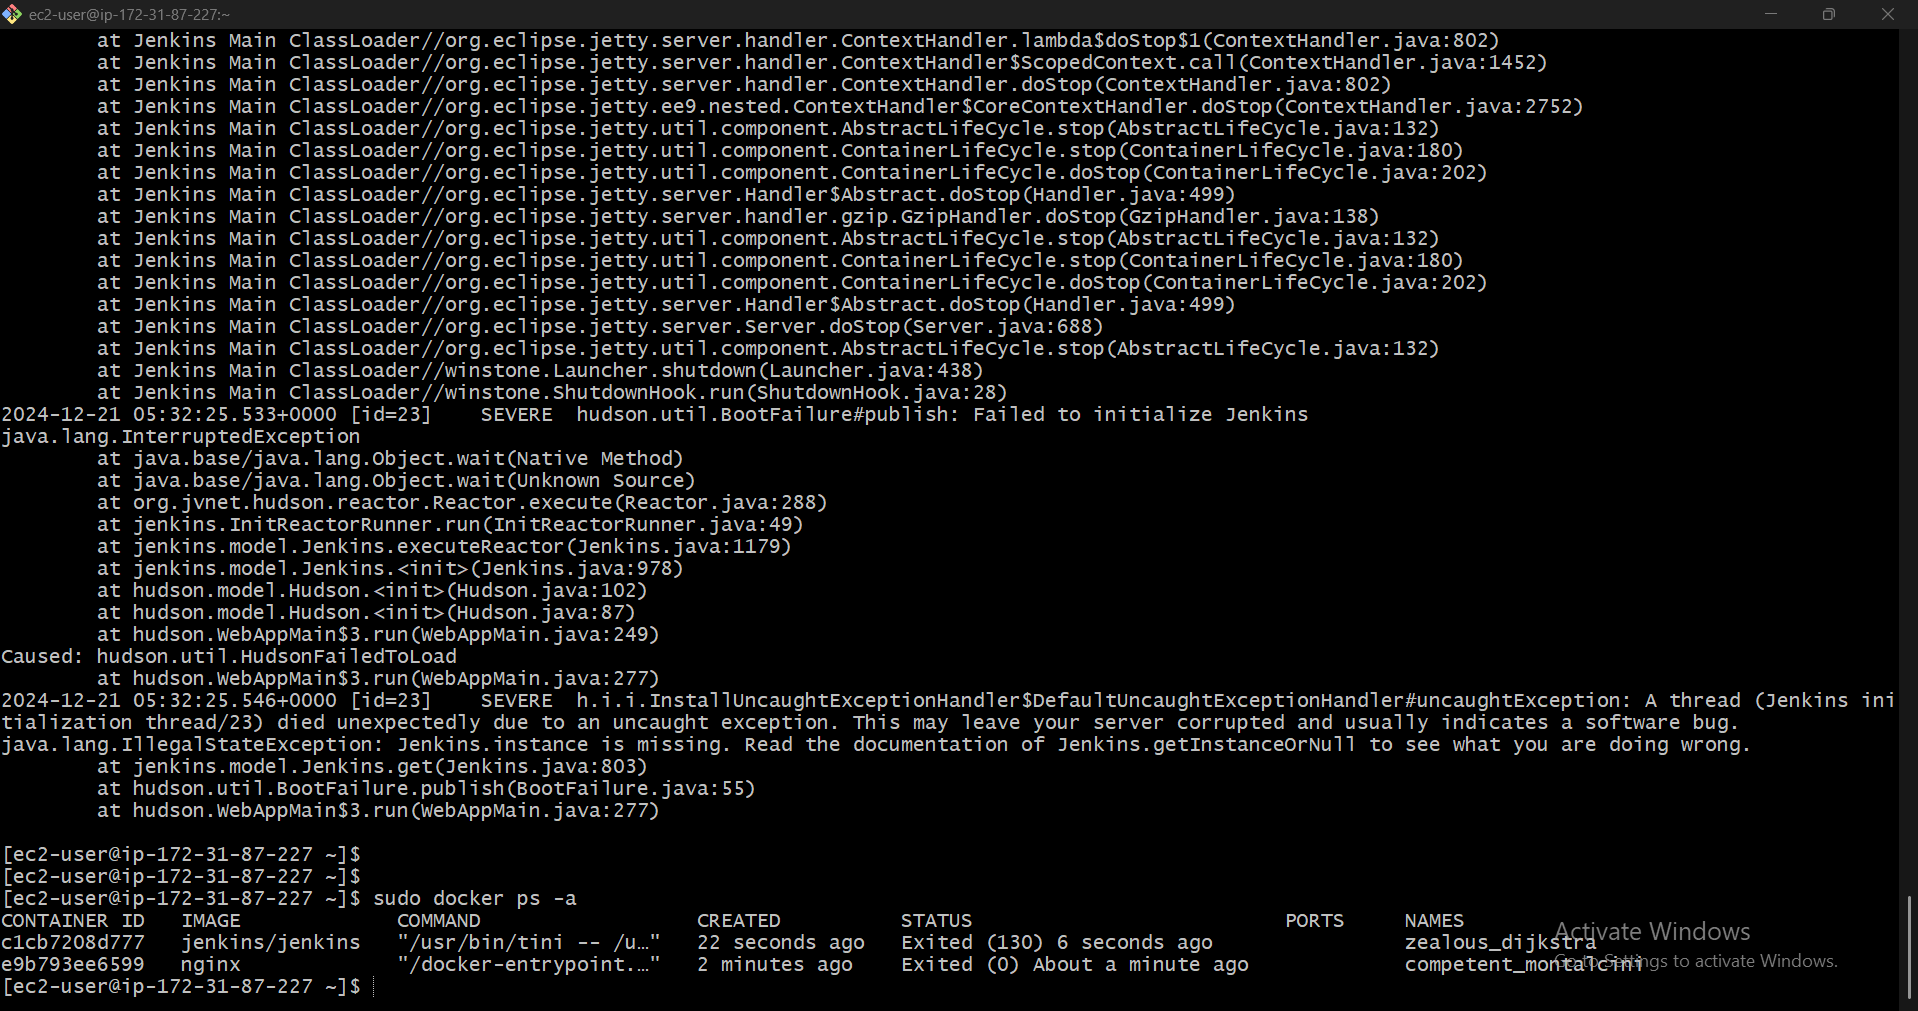 ec2-user@ip-172-31-87-227:~
at Jenkins Main ClassLoader//org.eclipse.jetty.server.handler.ContextHandler.lambda$doStop$1(ContextHandler.java:802)
at Jenkins Main ClassLoader//org.eclipse.jetty.server.handler.ContextHandler$ScopedContext.call(ContextHandler.java:1452)
at Jenkins Main ClassLoader//org.eclipse.jetty.server.handler.ContextHandler.doStop(ContextHandler.java:802)
at Jenkins Main ClassLoader//org.eclipse.jetty.ee9.nested.ContextHandler$CoreContextHandler.doStop(ContextHandler.java:2752)
at Jenkins Main ClassLoader//org.eclipse.jetty.util.component.AbstractLifeCycle.stop(AbstractLifeCycle.java:132)
at Jenkins Main ClassLoader//org.eclipse.jetty.util.component.ContainerLifeCycle.stop(ContainerLifeCycle.java:180)
at Jenkins Main ClassLoader//org.eclipse.jetty.util.component.ContainerLifeCycle.doStop(ContainerLifeCycle.java:202)
at Jenkins Main ClassLoader//org.eclipse.jetty.server.Handler$Abstract.doStop(Handler.java:499)
at Jenkins Main ClassLoader//org.eclipse.jetty.server.handler.gzip.GzipHandler.doStop(GzipHandler.java:138)
at Jenkins Main ClassLoader//org.eclipse.jetty.util.component.AbstractLifeCycle.stop(AbstractLifeCycle.java:132)
at Jenkins Main ClassLoader//org.eclipse.jetty.util.component.ContainerLifeCycle.stop(ContainerLifeCycle.java:180)
at Jenkins Main ClassLoader//org.eclipse.jetty.util.component.ContainerLifeCycle.doStop(ContainerLifeCycle.java:202)
at Jenkins Main ClassLoader//org.eclipse.jetty.server.Handler$Abstract.doStop(Handler.java:499)
at Jenkins Main ClassLoader//org.eclipse.jetty.server.Server.doStop(Server.java:688)
at Jenkins Main ClassLoader//org.eclipse.jetty.util.component.AbstractLifeCycle.stop(AbstractLifeCycle.java:132)
at Jenkins Main ClassLoader//winstone.Launcher.shutdown(Launcher.java:438)
at Jenkins Main ClassLoader//winstone.ShutdownHook.run(ShutdownHook.java:28)
2024-12-21 05:32:25.533+0000 [id=23] SEVERE hudson.util.BootFailure#publish: Failed to initialize Jenkins
java.lang.InterruptedException
at java.base/java.lang.Object.wait(Native Method)
at java.base/java.lang.Object.wait(Unknown Source)
at org.jvnet.hudson.reactor.Reactor.execute(Reactor.java:288)
at jenkins.InitReactorRunner.run(InitReactorRunner.java:49)
at jenkins.model.Jenkins.executeReactor(Jenkins.java:1179)
at jenkins.model.Jenkins.<init>(Jenkins.java:978)
at hudson.model.Hudson.<init>(Hudson.java:102)
at hudson.model.Hudson.<init>(Hudson.java:87)
at hudson.WebAppMain$3.run(WebAppMain.java:249)
Caused: hudson.util.HudsonFailedToLoad
at hudson.WebAppMain$3.run(WebAppMain.java:277)
2024-12-21 05:32:25.546+0000 [id=23] SEVERE h.i.i.InstallUncaughtExceptionHandler$DefaultUncaughtExceptionHandler#uncaughtException: A thread (Jenkins ini
tialization thread/23) died unexpectedly due to an uncaught exception. This may leave your server corrupted and usually indicates a software bug.
java.lang.IllegalStateException: Jenkins.instance is missing. Read the documentation of Jenkins.getInstanceOrNull to see what you are doing wrong.
at jenkins.model.Jenkins.get(Jenkins.java:803)
at hudson.util.BootFailure.publish(BootFailure.java:55)
at hudson.WebAppMain$3.run(WebAppMain.java:277)
[ec2-user@ip-172-31-87-227 ~]$
[ec2-user@ip-172-31-87-227 ~]$
[ec2-user@ip-172-31-87-227 ~]$ sudo docker ps -a
CONTAINER ID IMAGE COMMAND CREATED STATUS PORTS NAMES
c1cb7208d777 jenkins/jenkins "/usr/bin/tini -- /u…" 22 seconds ago Exited (130) 6 seconds ago zealous_dijkstra
e9b793ee6599 nginx "/docker-entrypoint.…" 2 minutes ago Exited (0) About a minute ago competent_montalcini
[ec2-user@ip-172-31-87-227 ~]$
Activate Windows
Go to Settings to activate Windows.